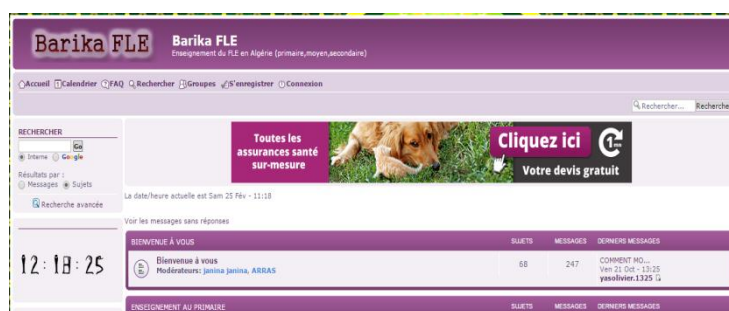 Barika FLE
Barika FLE
Enseignement du FLE en Algérie (primaire,moyen,secondaire)
Accueil Calendrier FAQ Rechercher Groupes S'enregistrer Connexion
Rechercher... Recherche
RECHERCHER
Go
Interne Google
Résultats par :
Messages Sujets
Recherche avancée
Toutes les
assurances santé
sur-mesure
Cliquez ici
1mn
Votre devis gratuit
La date/heure actuelle est Sam 25 Fév - 11:18
Voir les messages sans réponses
BIENVENUE À VOUS SUJETS MESSAGES DERNIERS MESSAGES
Bienvenue à vous
Modérateurs: janina janina, ARRAS
68 247
COMMENT MO...
Ven 21 Oct - 13:25
yasolivier.1325
12:18:25
ENSEIGNEMENT AU PRIMAIRE SUJETS MESSAGES DERNIERS MESSAGES